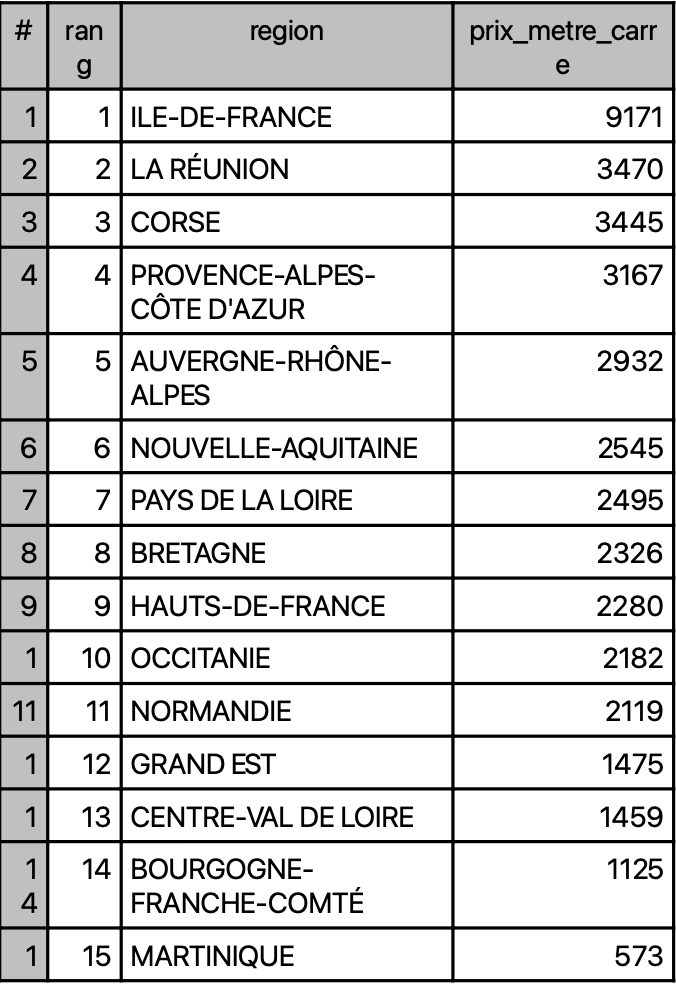 # rang region prix_metre_carre
1 1 ILE-DE-FRANCE 9171
2 2 LA RÉUNION 3470
3 3 CORSE 3445
4 4 PROVENCE-ALPES- 3167
CÔTE D'AZUR
5 5 AUVERGNE-RHÔNE- 2932
ALPES
6 6 NOUVELLE-AQUITAINE 2545
7 7 PAYS DE LA LOIRE 2495
8 8 BRETAGNE 2326
9 9 HAUTS-DE-FRANCE 2280
1 10 OCCITANIE 2182
11 11 NORMANDIE 2119
1 12 GRAND EST 1475
1 13 CENTRE-VAL DE LOIRE 1459
1 14 BOURGOGNE- 1125
4 FRANCHE-COMTÉ
1 15 MARTINIQUE 573